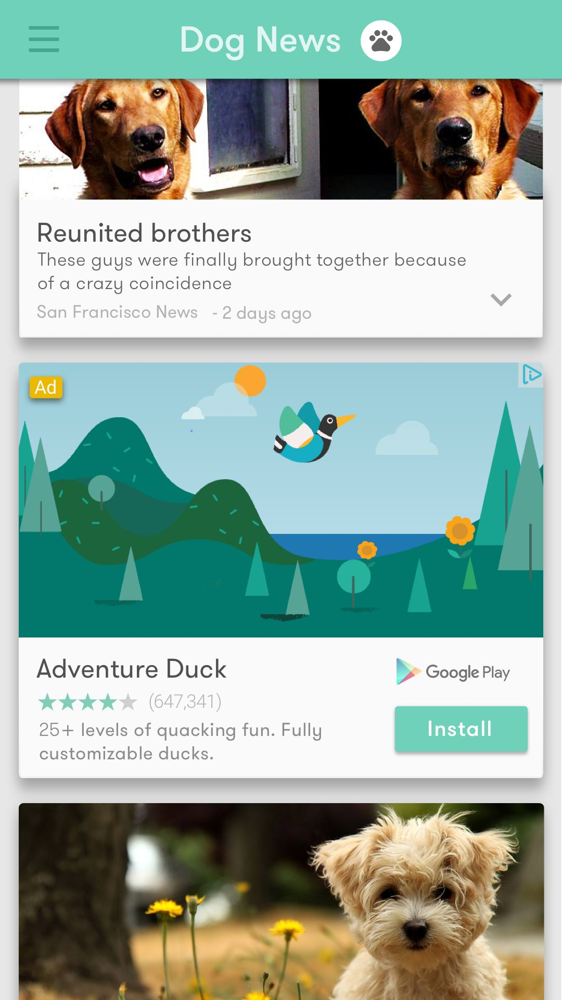 Dog News
Reunited brothers
These guys were finally brought together because
of a crazy coincidence
San Francisco News - 2 days ago
Ad
Adventure Duck
Google Play
(647,341)
25+ levels of quacking fun. Fully
customizable ducks.
Install